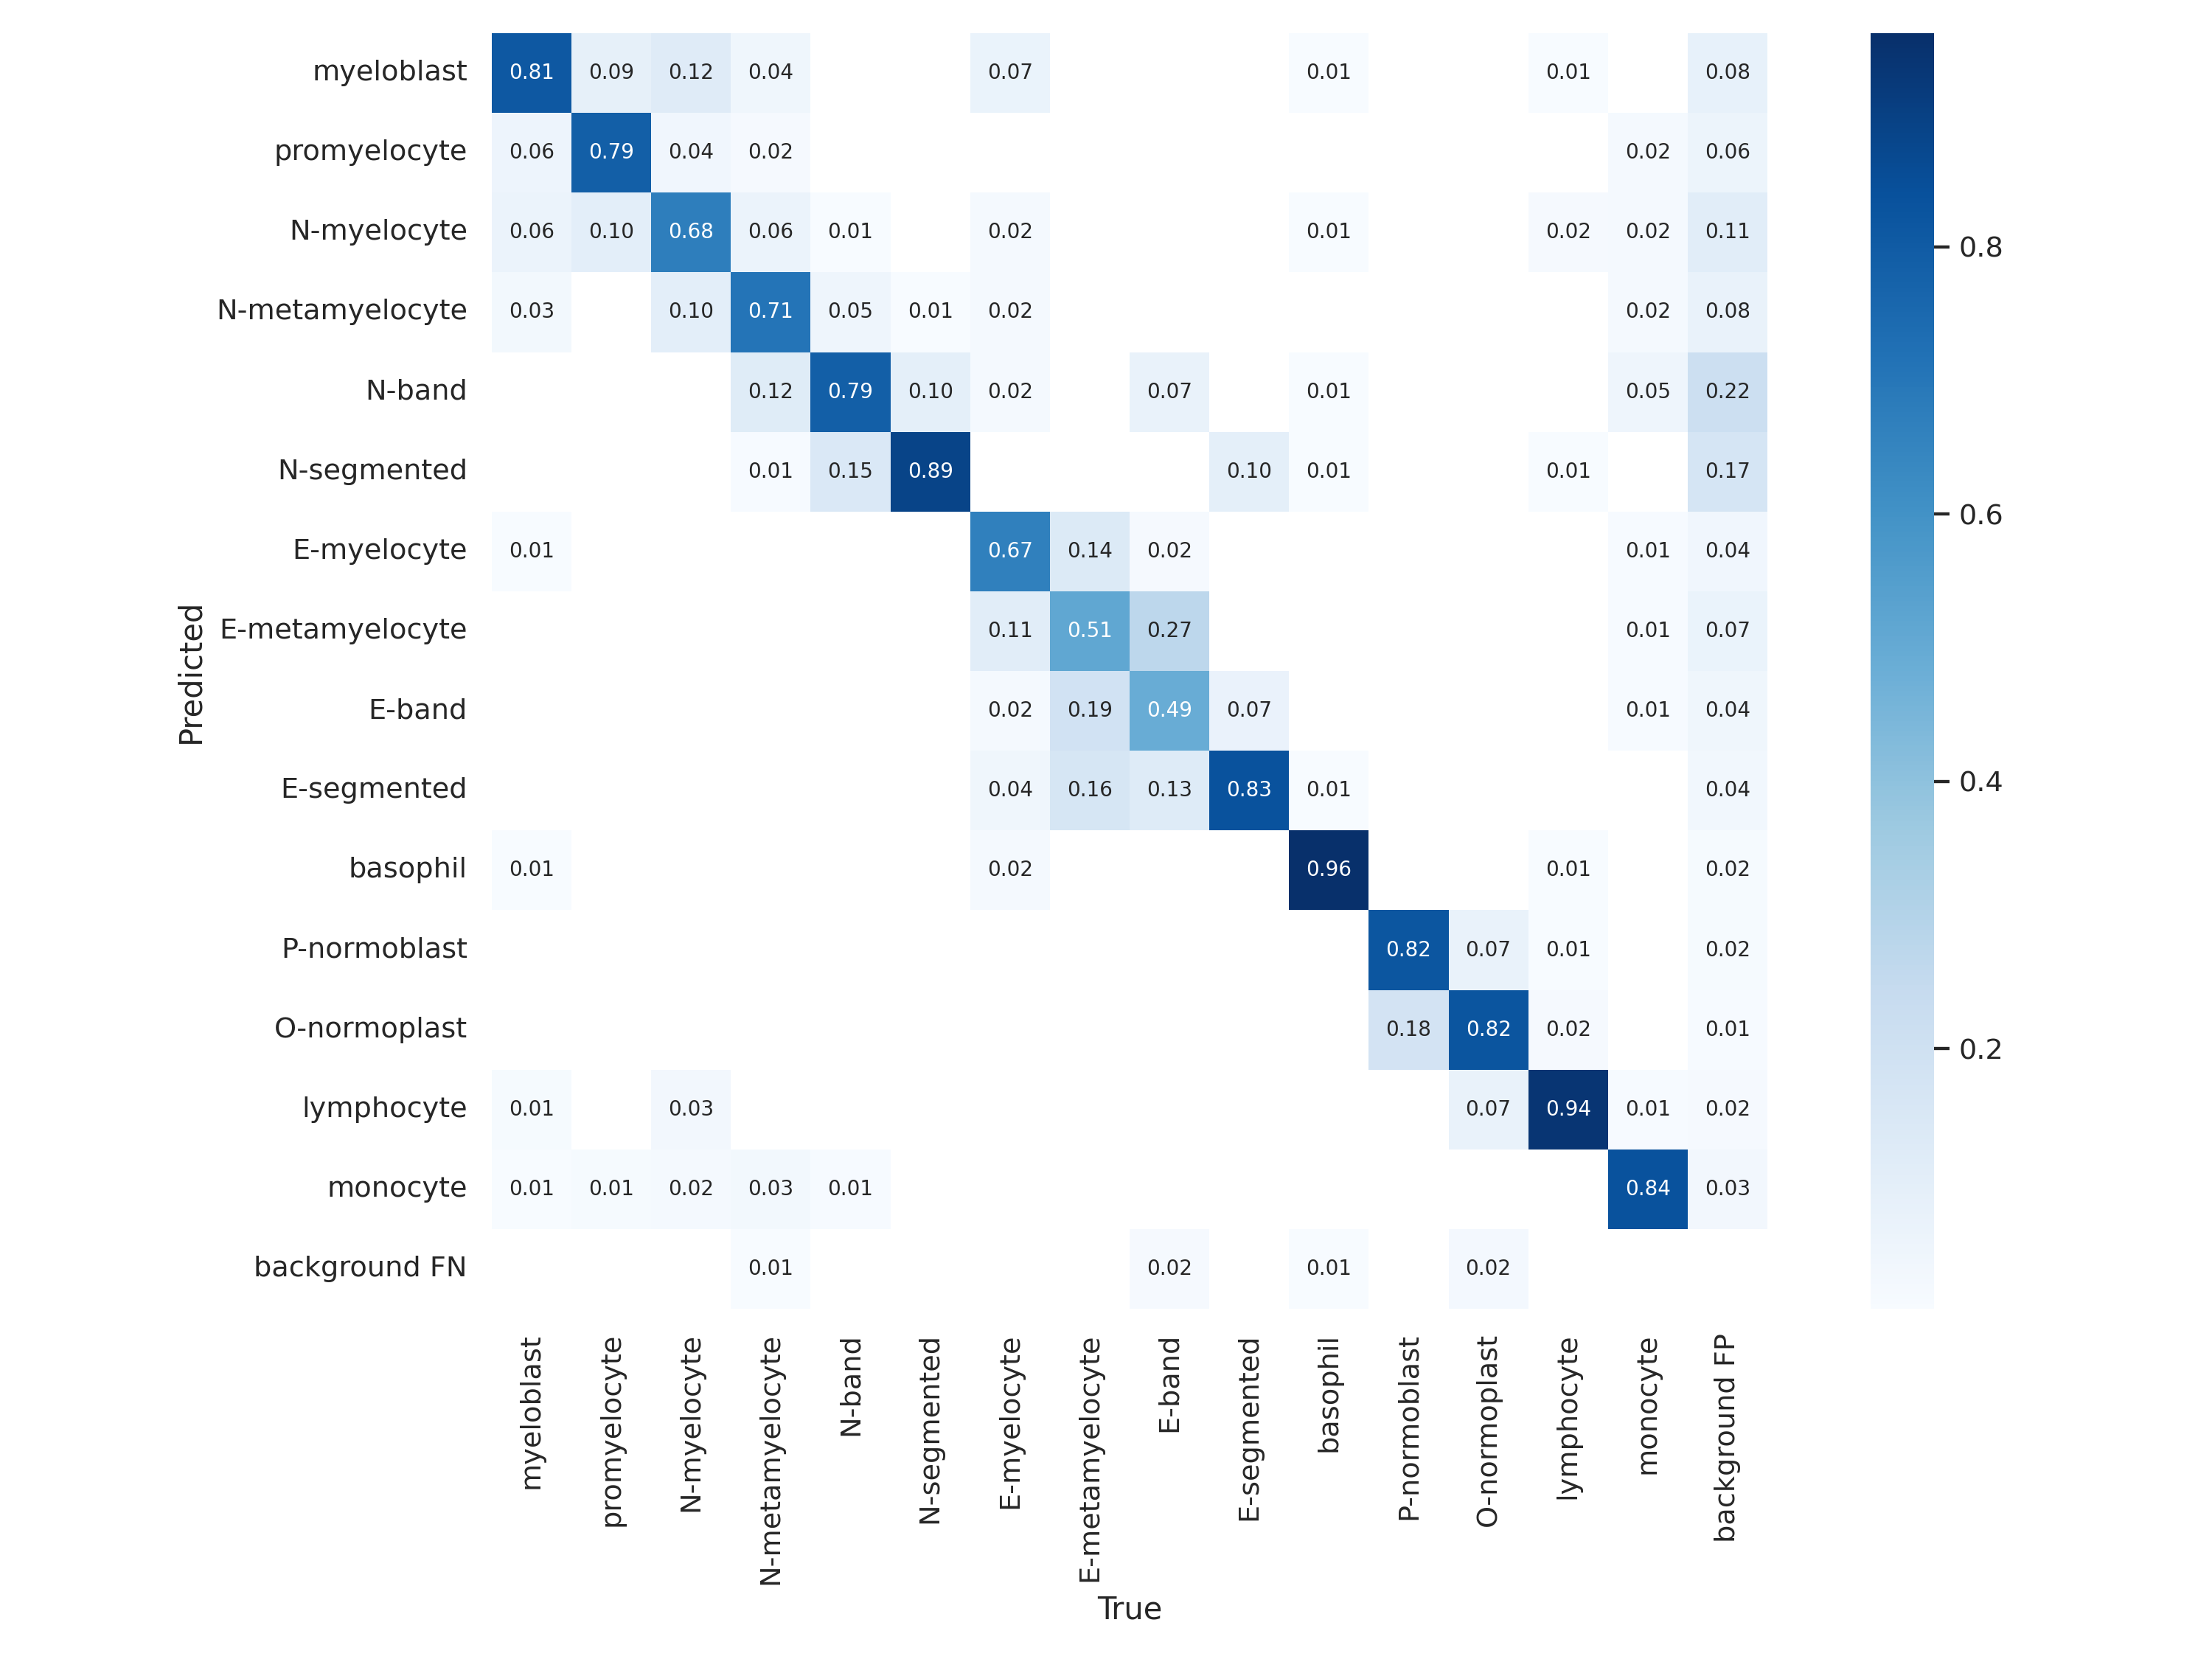 myeloblast 0.81 0.09 0.12 0.04 0.07 0.01 0.01 0.08
promyelocyte 0.06 0.79 0.04 0.02 0.02 0.06
N-myelocyte 0.06 0.10 0.68 0.06 0.01 0.02 0.01 0.02 0.02 0.11
N-metamyelocyte 0.03 0.10 0.71 0.05 0.01 0.02 0.02 0.08
N-band 0.12 0.79 0.10 0.02 0.07 0.01 0.05 0.22
N-segmented 0.01 0.15 0.89 0.10 0.01 0.01 0.17
E-myelocyte 0.01 0.67 0.14 0.02 0.01 0.04
E-metamyelocyte 0.11 0.51 0.27 0.01 0.07
E-band 0.02 0.19 0.49 0.07 0.01 0.04
E-segmented 0.04 0.16 0.13 0.83 0.01 0.04
basophil 0.01 0.02 0.96 0.01 0.02
P-normoblast 0.82 0.07 0.01 0.02
O-normoplast 0.18 0.82 0.02 0.01
lymphocyte 0.01 0.03 0.07 0.94 0.01 0.02
monocyte 0.01 0.01 0.02 0.03 0.01 0.84 0.03
background FN 0.01 0.02 0.01 0.02
Predicted
myeloblast
promyelocyte
N-myelocyte
N-metamyelocyte
N-band
N-segmented
E-myelocyte
E-metamyelocyte
E-band
E-segmented
basophil
P-normoblast
O-normoplast
lymphocyte
monocyte
background FP
True
0.8
0.6
0.4
0.2